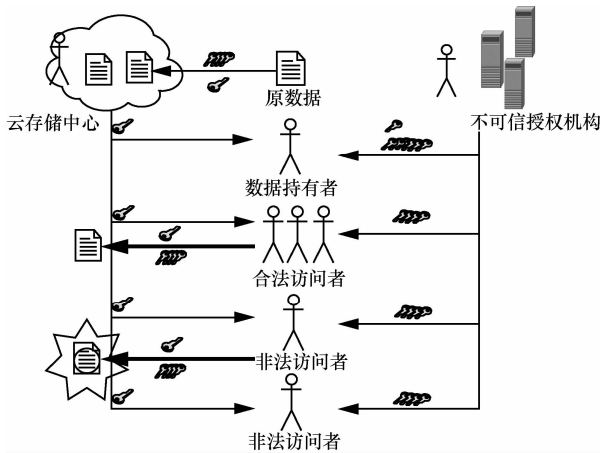 原数据
云存储中心
不可信授权机构
数据持有者
合法访问者
非法访问者
非法访问者